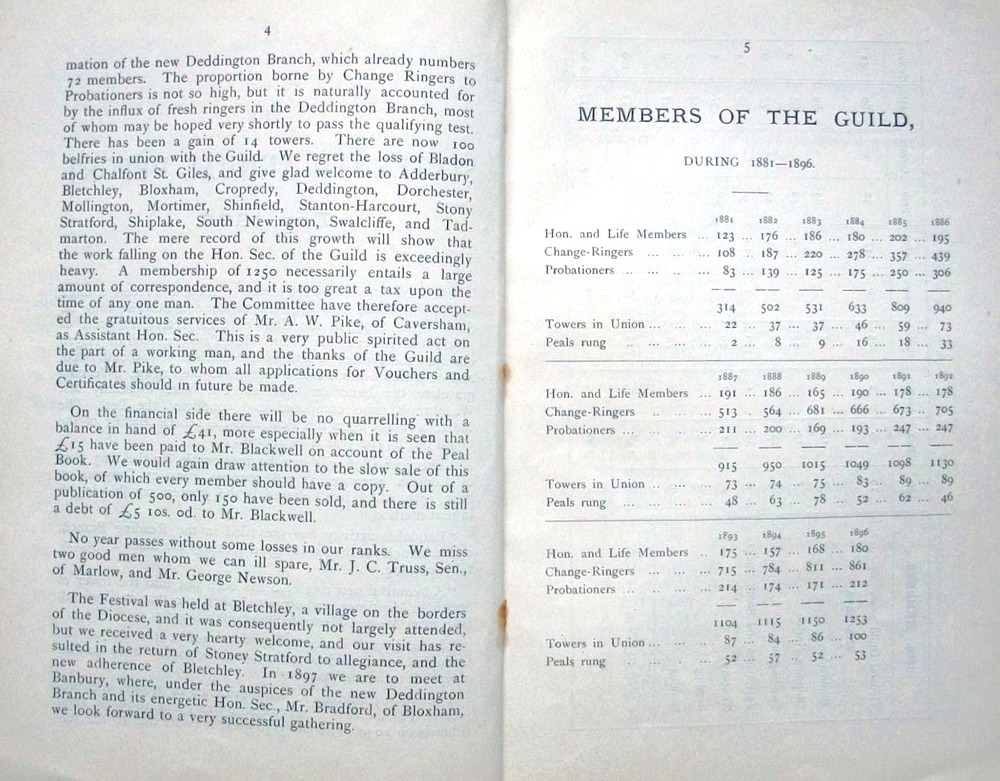 4
mation of the new Deddington Branch, which already numbers
72 members. The proportion borne by Change Ringers to
Probationers is not so high, but it is naturally accounted for
by the influx of fresh ringers in the Deddington Branch, most
of whom may be hoped very shortly to pass the qualifying test.
There has been a gain of 14 towers. There are now 100
belfries in union with the Guild. We regret the loss of Bladon
and Chalfont St. Giles, and give glad welcome to Adderbury,
Bletchley, Bloxham, Cropredy, Deddington, Dorchester,
Mollington, Mortimer, Shinfield, Stanton-Harcourt, Stony
Stratford, Shiplake, South Newington, Swalcliffe, and Tad-
marton. The mere record of this growth will show that
the work falling on the Hon. Sec. of the Guild is exceedingly
heavy. A membership of 1250 necessarily entails a large
amount of correspondence, and it is too great a tax upon the
time of any one man. The Committee have therefore accept-
ed the gratuitous services of Mr. A. W. Pike, of Caversham,
as Assistant Hon. Sec. This is a very public spirited act on
the part of a working man, and the thanks of the Guild are
due to Mr. Pike, to whom all applications for Vouchers and
Certificates should in future be made.
On the financial side there will be no quarrelling with a
balance in hand of £41, more especially when it is seen that
£15 have been paid to Mr. Blackwell on account of the Peal
Book. We would again draw attention to the slow sale of this
book, of which every member should have a copy. Out of a
publication of 500, only 150 have been sold, and there is still
a debt of £5 10s. 0d. to Mr. Blackwell.
No year passes without some losses in our ranks. We miss
two good men whom we can ill spare, Mr. J. C. Truss, Sen.,
of Marlow, and Mr. George Newson.
The Festival was held at Bletchley, a village on the borders
of the Diocese, and it was consequently not largely attended,
but we received a very hearty welcome, and our visit has re-
sulted in the return of Stoney Stratford to allegiance, and the
new adherence of Bletchley. In 1897 we are to meet at
Banbury, where, under the auspices of the new Deddington
Branch and its energetic Hon. Sec., Mr. Bradford, of Bloxham,
we look forward to a very successful gathering.
5
MEMBERS OF THE GUILD,
DURING 1881—1896.
1881 1882 1883 1884 1885 1886
Hon. and Life Members ... 123 ... 176 ... 186 ... 180 ... 202 ... 195
Change-Ringers ... ... ... 108 ... 187 ... 220 ... 278 ... 357 ... 439
Probationers ... ... ... 83 ... 139 ... 125 ... 175 ... 250 ... 306
314 502 531 633 809 940
Towers in Union ... ... ... 22 ... 37 ... 37 ... 46 ... 59 ... 73
Peals rung ... ... ... 2 ... 8 ... 9 ... 16 ... 18 ... 33
1887 1888 1889 1890 1891 1892
Hon. and Life Members ... 191 ... 186 ... 165 ... 190 ... 178 ... 178
Change-Ringers ... ... 513 ... 564 ... 681 ... 666 ... 673 ... 705
Probationers ... ... ... 211 ... 200 ... 169 ... 193 ... 247 ... 247
915 950 1015 1049 1098 1130
Towers in Union ... ... 73 ... 74 ... 75 ... 83 ... 89 ... 89
Peals rung ... ... ... 48 ... 63 ... 78 ... 52 ... 62 ... 46
1893 1894 1895 1896
Hon. and Life Members ... 175 ... 157 ... 168 ... 180
Change-Ringers ... ... ... 715 ... 784 ... 811 ... 861
Probationers ... ... ... 214 ... 174 ... 171 ... 212
1104 1115 1150 1253
Towers in Union ... ... 87 ... 84 ... 86 ... 100
Peals rung ... ... ... 52 ... 57 ... 52 ... 53